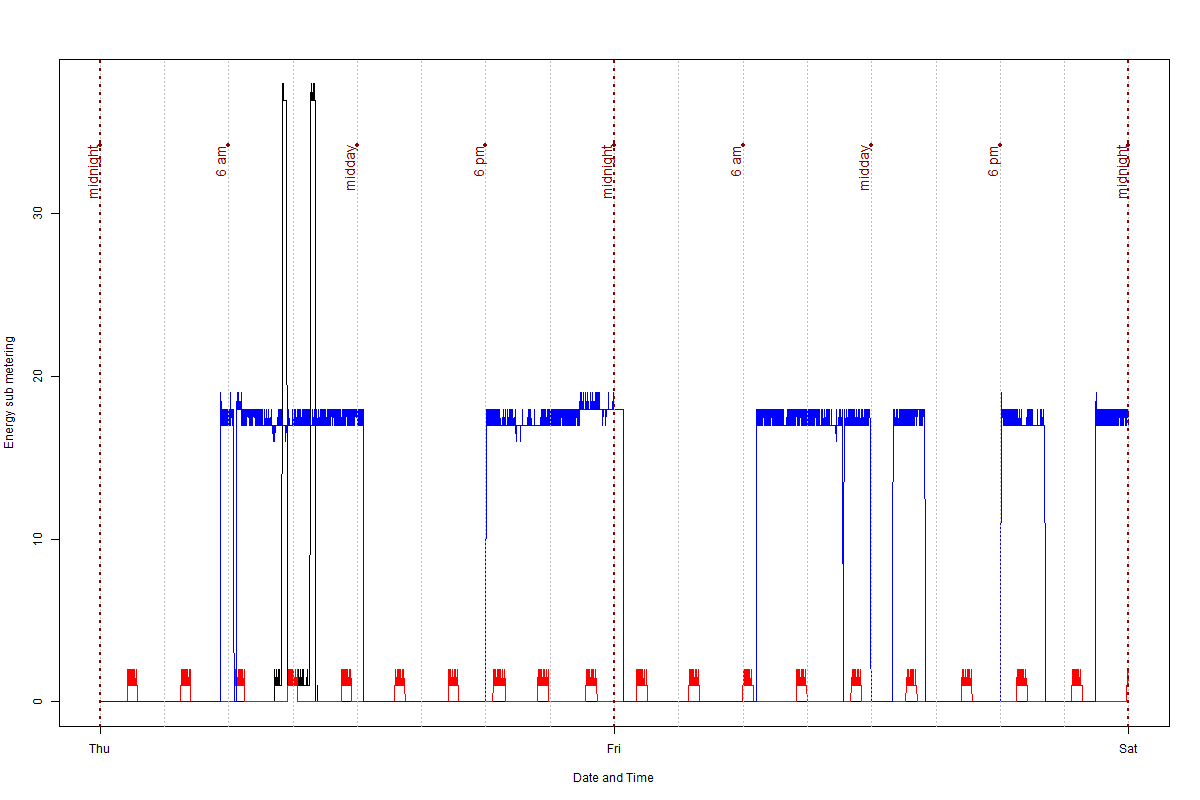 midnight
6 am
midday
6 pm
midnight
6 am
midday
6 pm
midnight
30
20
10
0
Energy sub metering
Thu
Fri
Sat
Date and Time